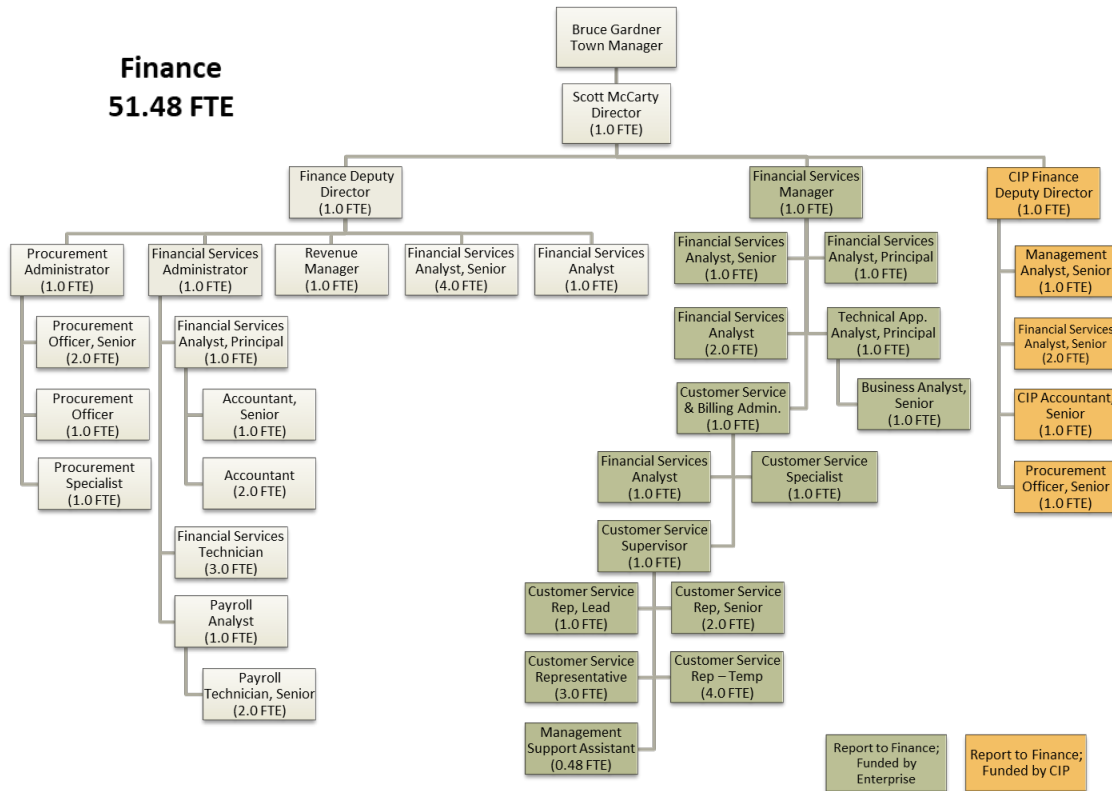 Finance
51.48 FTE
Bruce Gardner
Town Manager
Scott McCarty
Director
(1.0 FTE)
Finance Deputy
Director
(1.0 FTE)
Financial Services
Manager
(1.0 FTE)
CIP Finance
Deputy Director
(1.0 FTE)
Procurement
Administrator
(1.0 FTE)
Financial Services
Administrator
(1.0 FTE)
Revenue
Manager
(1.0 FTE)
Financial Services
Analyst, Senior
(4.0 FTE)
Financial Services
Analyst
(1.0 FTE)
Procurement
Officer, Senior
(2.0 FTE)
Procurement
Officer
(1.0 FTE)
Procurement
Specialist
(1.0 FTE)
Financial Services
Analyst, Principal
(1.0 FTE)
Accountant,
Senior
(1.0 FTE)
Accountant
(2.0 FTE)
Financial Services
Technician
(3.0 FTE)
Payroll
Analyst
(1.0 FTE)
Payroll
Technician, Senior
(2.0 FTE)
Financial Services
Analyst, Senior
(1.0 FTE)
Financial Services
Analyst, Principal
(1.0 FTE)
Financial Services
Analyst
(2.0 FTE)
Technical App.
Analyst, Principal
(1.0 FTE)
Business Analyst,
Senior
(1.0 FTE)
Customer Service
& Billing Admin.
(1.0 FTE)
Financial Services
Analyst
(1.0 FTE)
Customer Service
Specialist
(1.0 FTE)
Customer Service
Supervisor
(1.0 FTE)
Customer Service
Rep, Lead
(1.0 FTE)
Customer Service
Rep, Senior
(2.0 FTE)
Customer Service
Representative
(3.0 FTE)
Customer Service
Rep – Temp
(4.0 FTE)
Management
Support Assistant
(0.48 FTE)
Management
Analyst, Senior
(1.0 FTE)
Financial Services
Analyst, Senior
(2.0 FTE)
CIP Accountant,
Senior
(1.0 FTE)
Procurement
Officer, Senior
(1.0 FTE)
Report to Finance;
Funded by
Enterprise
Report to Finance;
Funded by CIP